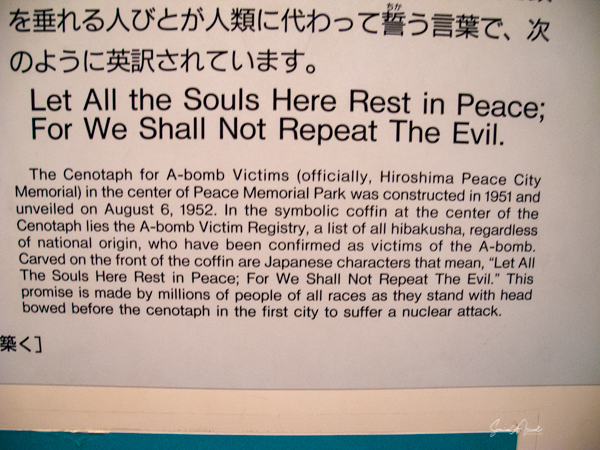 を垂れる人びとが人類に代わって誓う言葉で、次
ちか
のように英訳されています。
Let All the Souls Here Rest in Peace;
For We Shall Not Repeat The Evil.
The Cenotaph for A-bomb Victims (officially, Hiroshima Peace City
Memorial) in the center of Peace Memorial Park was constructed in 1951 and
unveiled on August 6, 1952. In the symbolic coffin at the center of the
Cenotaph lies the A-bomb Victim Registry, a list of all hibakusha, regardless
of national origin, who have been confirmed as victims of the A-bomb.
Carved on the front of the coffin are Japanese characters that mean, “Let All
The Souls Here Rest in Peace; For We Shall Not Repeat The Evil.” This
promise is made by millions of people of all races as they stand with head
bowed before the cenotaph in the first city to suffer a nuclear attack.
築く]